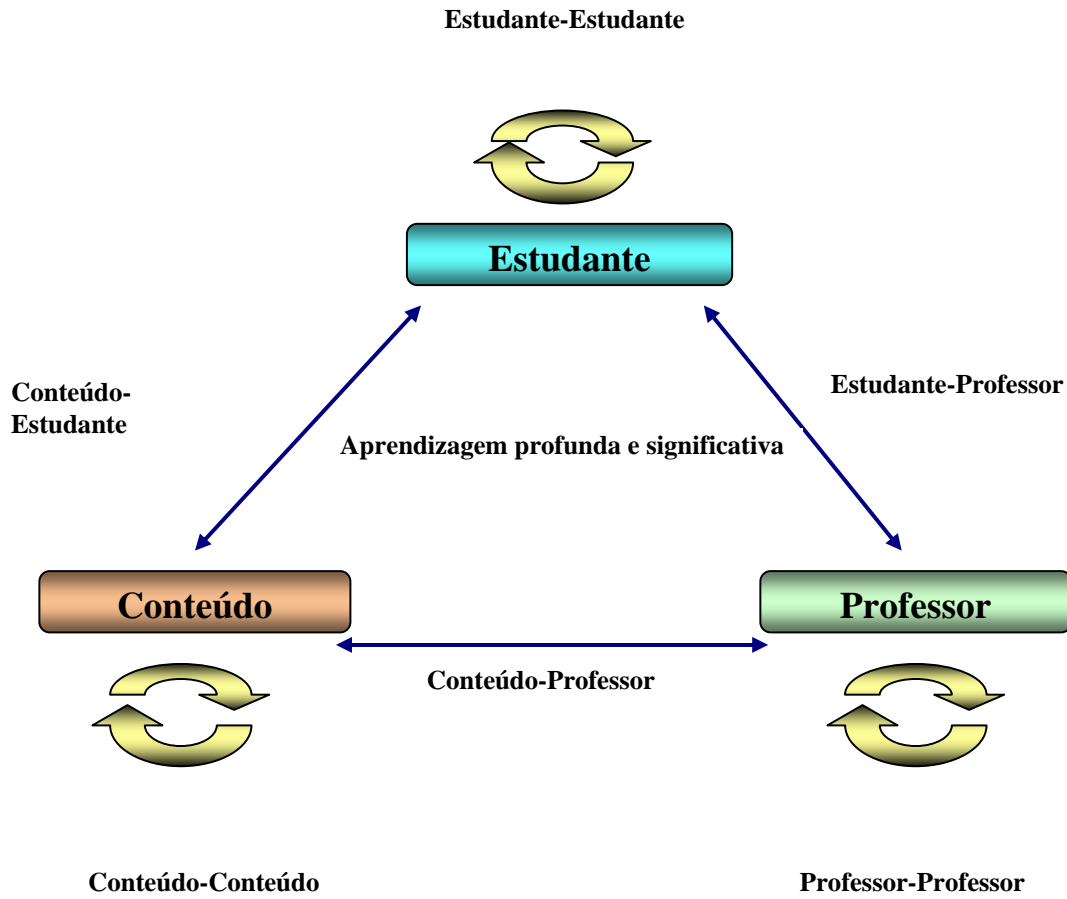 Estudante-Estudante
Estudante
Conteúdo-
Estudante
Estudante-Professor
Aprendizagem profunda e significativa
Conteúdo
Professor
Conteúdo-Professor
Conteúdo-Conteúdo
Professor-Professor